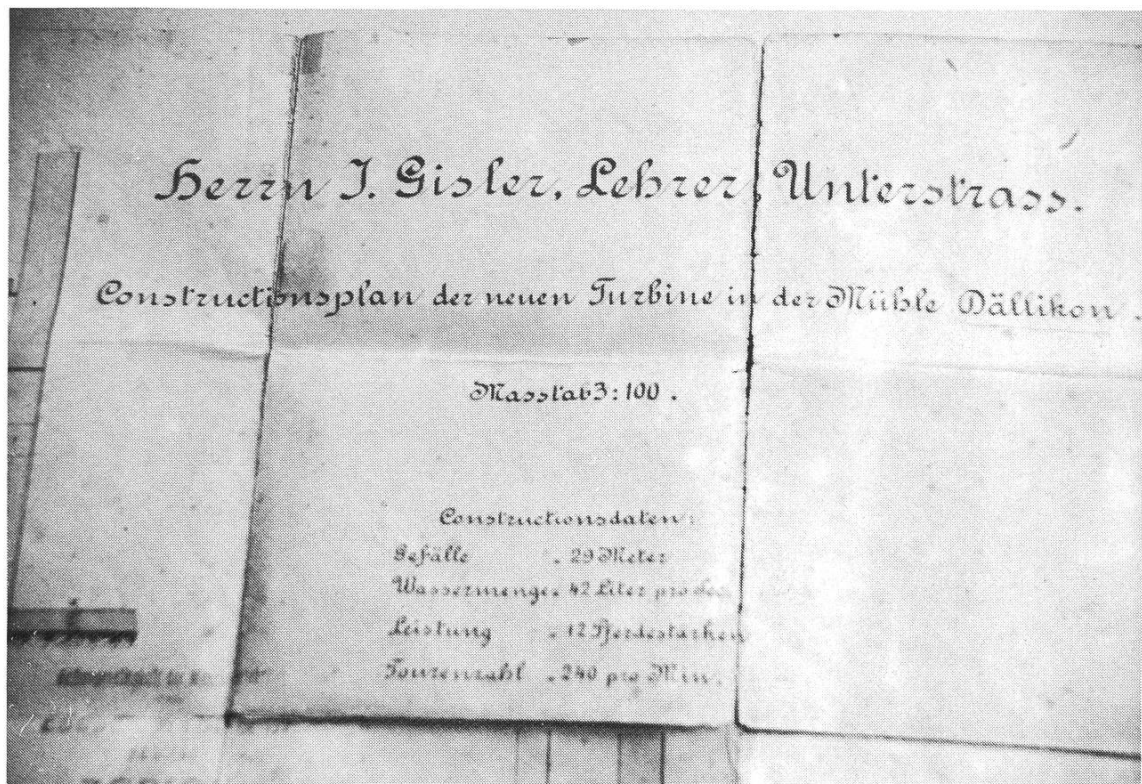 Herrn J. Gisler, Lehrer, Unterstrass.
Constructionsplan der neuen Turbine in der Mühle Dällikon.
Masstab 3:100.
Constructionsdaten:
Gefälle . 29 Meter
Wassermenge . 42 Liter pro Sec.
Leistung . 12 Pferdestärken
Tourenzahl . 240 pro Min.